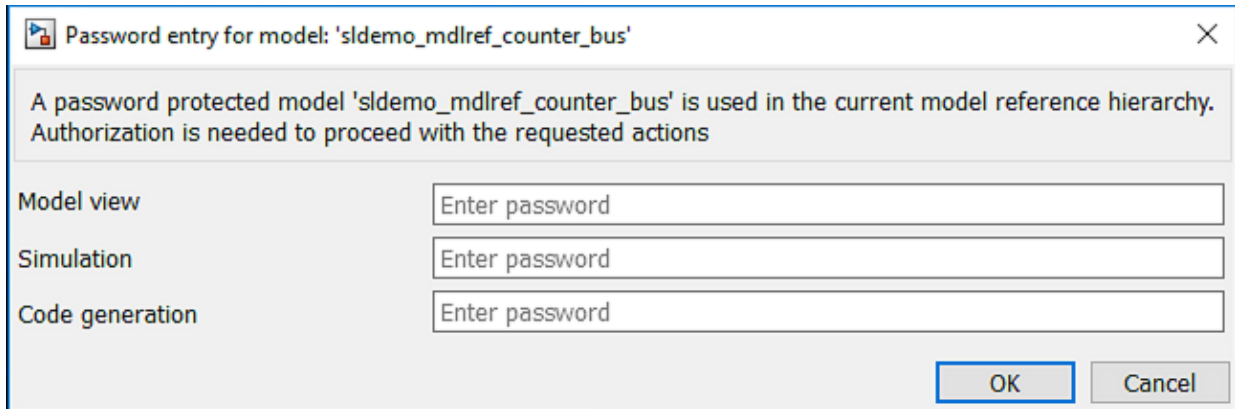 Password entry for model: 'sldemo_mdlref_counter_bus'
A password protected model 'sldemo_mdlref_counter_bus' is used in the current model reference hierarchy.
Authorization is needed to proceed with the requested actions
Model view Enter password
Simulation Enter password
Code generation Enter password
OK Cancel